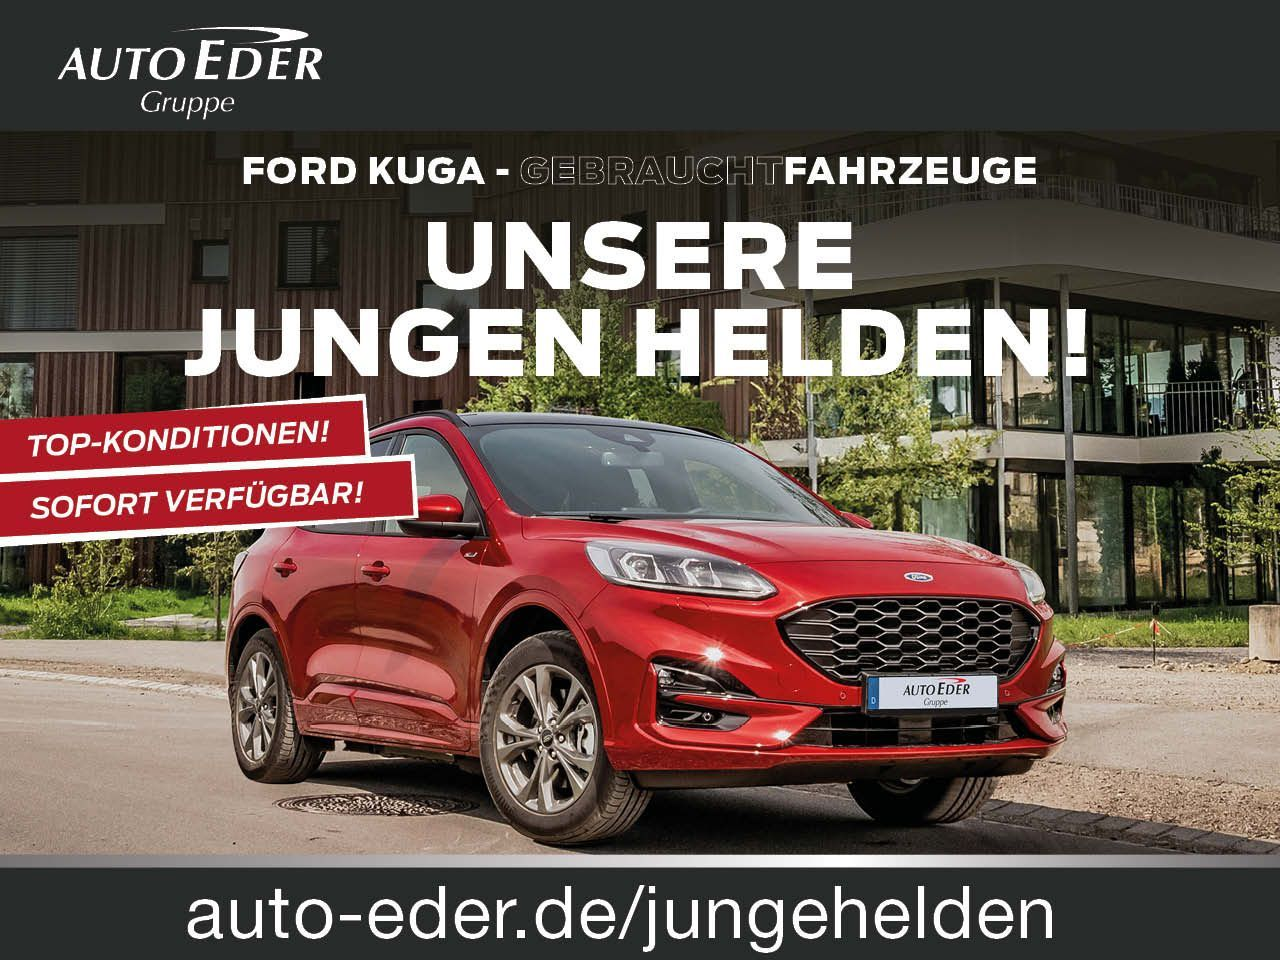 AUTO EDER
Gruppe
FORD KUGA - GEBRAUCHTFAHRZEUGE
UNSERE
JUNGEN HELDEN!
TOP-KONDITIONEN!
SOFORT VERFÜGBAR!
Ford
D
AUTO EDER
Gruppe
auto-eder.de/jungehelden